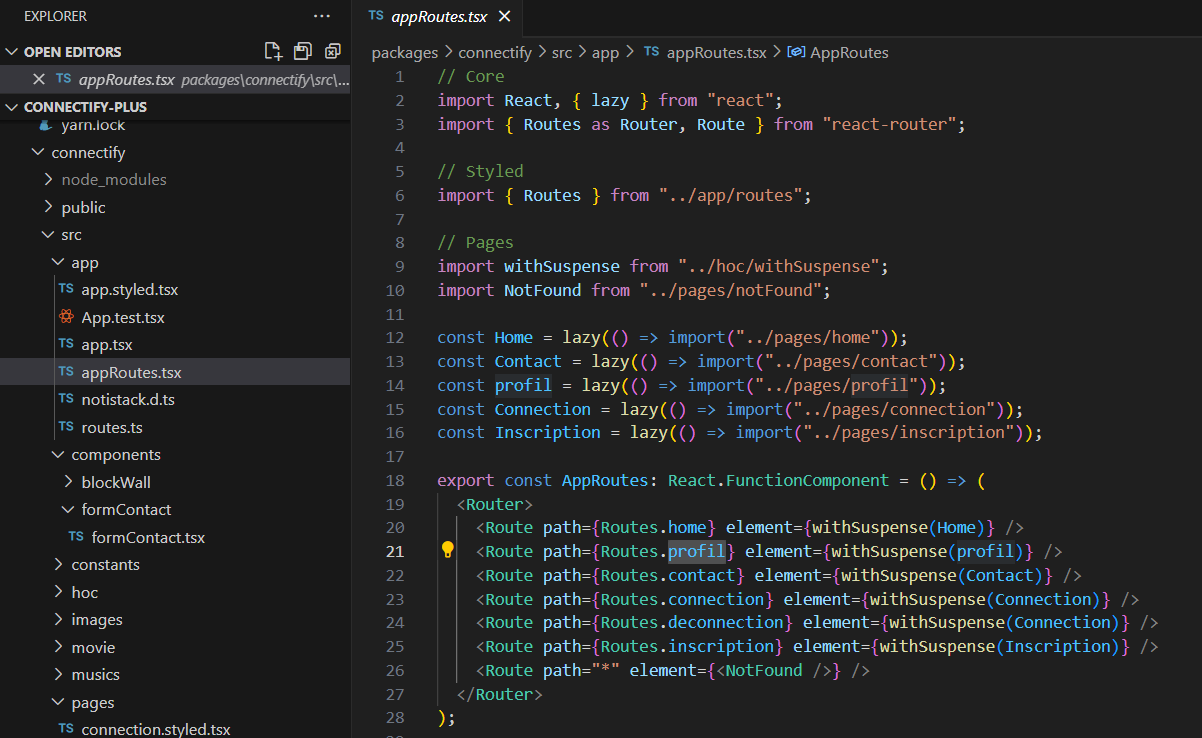 EXPLORER
···
OPEN EDITORS
TS appRoutes.tsx packages\connectify\src\...
CONNECTIFY-PLUS
yarn.lock
connectify
node_modules
public
src
app
TS app.styled.tsx
App.test.tsx
TS app.tsx
TS appRoutes.tsx
TS notistack.d.ts
TS routes.ts
components
blockWall
formContact
TS formContact.tsx
constants
hoc
images
movie
musics
pages
TS connection.styled.tsx
TS appRoutes.tsx
packages > connectify > src > app > TS appRoutes.tsx > AppRoutes
1 // Core
2 import React, { lazy } from "react";
3 import { Routes as Router, Route } from "react-router";
4
5 // Styled
6 import { Routes } from "../app/routes";
7
8 // Pages
9 import withSuspense from "../hoc/withSuspense";
10 import NotFound from "../pages/notFound";
11
12 const Home = lazy(() => import("../pages/home"));
13 const Contact = lazy(() => import("../pages/contact"));
14 const profil = lazy(() => import("../pages/profil"));
15 const Connection = lazy(() => import("../pages/connection"));
16 const Inscription = lazy(() => import("../pages/inscription"));
17
18 export const AppRoutes: React.FunctionComponent = () => (
19 <Router>
20 <Route path={Routes.home} element={withSuspense(Home)} />
21 <Route path={Routes.profil} element={withSuspense(profil)} />
22 <Route path={Routes.contact} element={withSuspense(Contact)} />
23 <Route path={Routes.connection} element={withSuspense(Connection)} />
24 <Route path={Routes.deconnection} element={withSuspense(Connection)} />
25 <Route path={Routes.inscription} element={withSuspense(Inscription)} />
26 <Route path="*" element={<NotFound />} />
27 </Router>
28 );